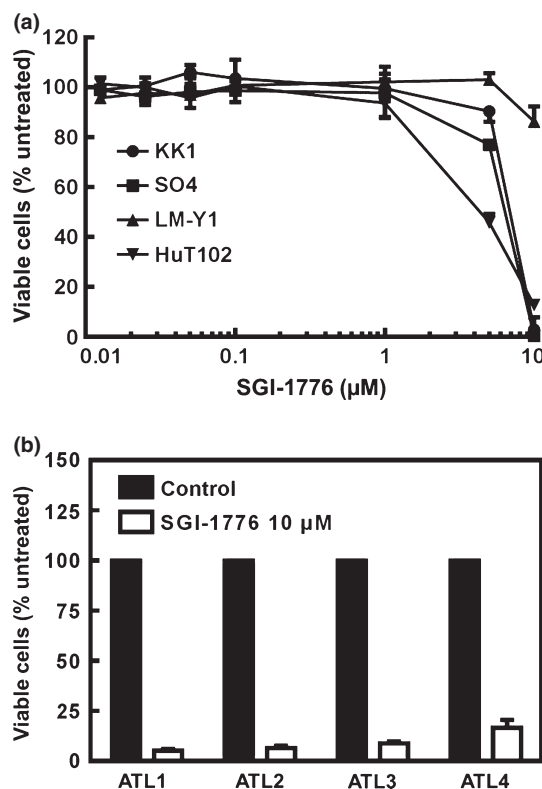 (a)
Viable cells (% untreated)
120
100
80
60
40
20
0
KK1
SO4
LM-Y1
HuT102
0.01 0.1 1 10
SGI-1776 (µM)
(b)
Viable cells (% untreated)
150
125
100
75
50
25
0
Control
SGI-1776 10 µM
ATL1 ATL2 ATL3 ATL4